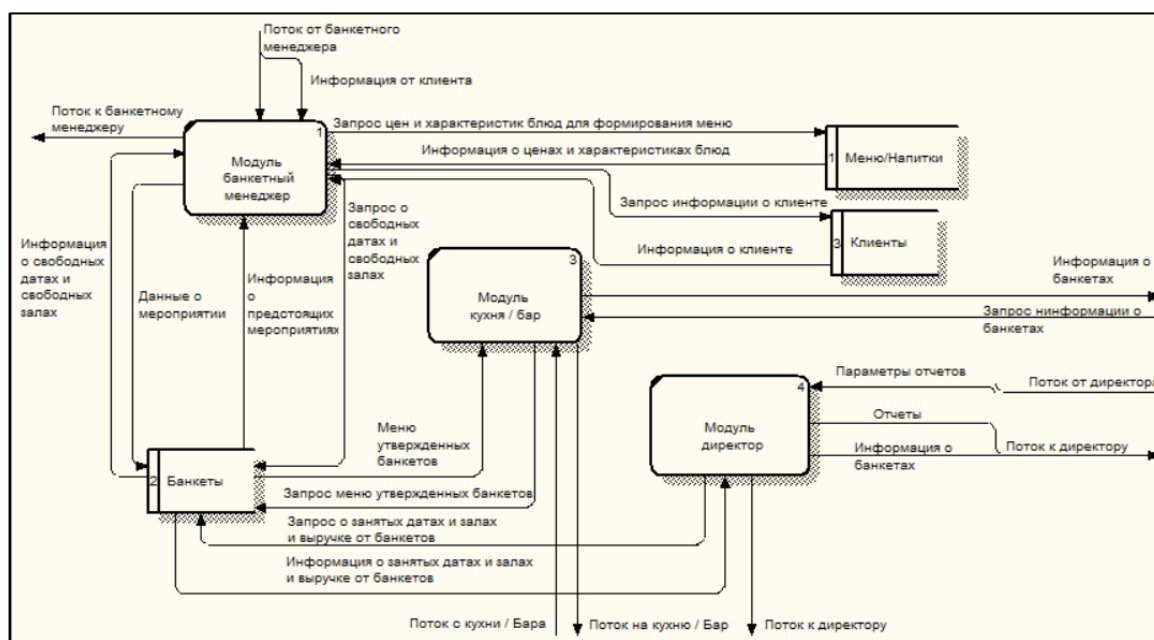 Поток от банкетного
менеджера
Информация от клиента
Поток к банкетному
менеджеру
1
Модуль
банкетный
менеджер
Запрос цен и характеристик блюд для формирования меню
Информация о ценах и характеристиках блюд
1
Меню/Напитки
Запрос информации о клиенте
Информация о клиенте
3
Клиенты
Запрос о
свободных
датах и
свободных
залах
Информация
о свободных
датах и
свободных
залах
Данные о
мероприятии
Информация
о
предстоящих
мероприятиях
3
Модуль
кухня / бар
Информация о
банкетах
Запрос нинформации о
банкетах
4
Модуль
директор
Параметры отчетов
Поток от директора
Отчеты
Информация о
банкетах
Поток к директору
Меню
утвержденных
банкетов
2
Банкеты
Запрос меню утвержденных банкетов
Запрос о занятых датах и залах
и выручке от банкетов
Информация о занятых датах и залах
и выручке от банкетов
Поток с кухни / Бара
Поток на кухню / Бар
Поток к директору